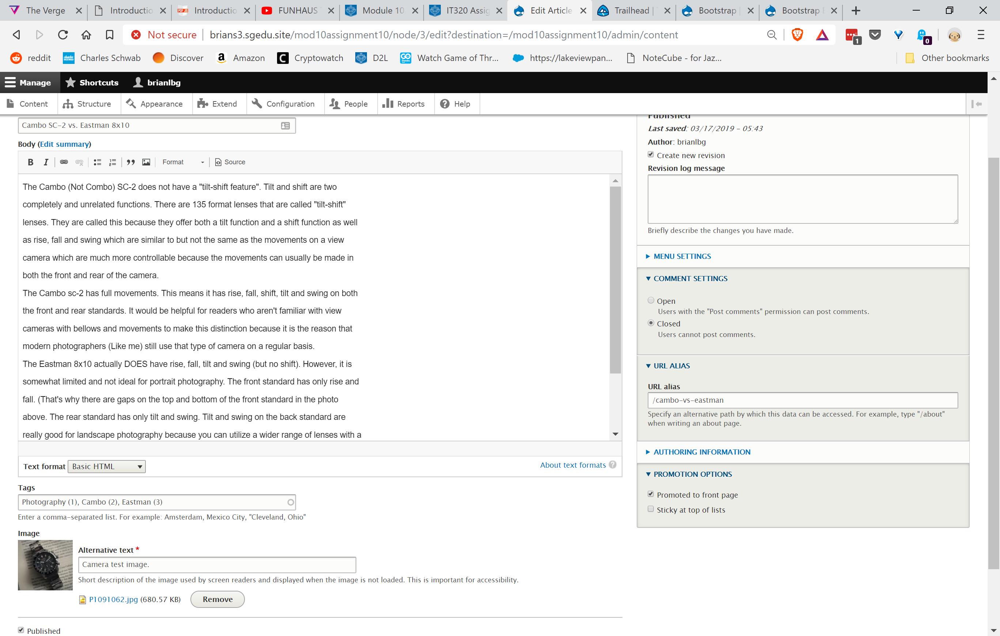 The Verge
Introductio
Introductio
FUNHAUS
Module 10
IT320 Assig
Edit Article
Trailhead |
Bootstrap |
Bootstrap
Not secure
brians3.sgedu.site/mod10assignment10/node/3/edit?destination=/mod10assignment10/admin/content
1
0
reddit
Charles Schwab
Discover
Amazon
Cryptowatch
D2L
Watch Game of Thr...
https://lakeviewpan...
NoteCube - for Jaz...
Other bookmarks
Manage
Shortcuts
brianlbg
Content
Structure
Appearance
Extend
Configuration
People
Reports
Help
Cambo SC-2 vs. Eastman 8x10
Body (Edit summary)
B I
Format
Source
The Cambo (Not Combo) SC-2 does not have a "tilt-shift feature". Tilt and shift are two
completely and unrelated functions. There are 135 format lenses that are called "tilt-shift"
lenses. They are called this because they offer both a tilt function and a shift function as well
as rise, fall and swing which are similar to but not the same as the movements on a view
camera which are much more controllable because the movements can usually be made in
both the front and rear of the camera.
The Cambo sc-2 has full movements. This means it has rise, fall, shift, tilt and swing on both
the front and rear standards. It would be helpful for readers who aren't familiar with view
cameras with bellows and movements to make this distinction because it is the reason that
modern photographers (Like me) still use that type of camera on a regular basis.
The Eastman 8x10 actually DOES have rise, fall, tilt and swing (but no shift). However, it is
somewhat limited and not ideal for portrait photography. The front standard has only rise and
fall. (That's why there are gaps on the top and bottom of the front standard in the photo
above. The rear standard has only tilt and swing. Tilt and swing on the back standard are
really good for landscape photography because you can utilize a wider range of lenses with a
Text format Basic HTML
About text formats ?
Tags
Photography (1), Cambo (2), Eastman (3)
Enter a comma-separated list. For example: Amsterdam, Mexico City, "Cleveland, Ohio"
Image
Alternative text *
Camera test image.
Short description of the image used by screen readers and displayed when the image is not loaded. This is important for accessibility.
P1091062.jpg (680.57 KB)
Remove
Published
Published
Last saved: 03/17/2019 - 05:43
Author: brianlbg
Create new revision
Revision log message
Briefly describe the changes you have made.
MENU SETTINGS
COMMENT SETTINGS
Open
Users with the "Post comments" permission can post comments.
Closed
Users cannot post comments.
URL ALIAS
URL alias
/cambo-vs-eastman
Specify an alternative path by which this data can be accessed. For example, type "/about"
when writing an about page.
AUTHORING INFORMATION
PROMOTION OPTIONS
Promoted to front page
Sticky at top of lists